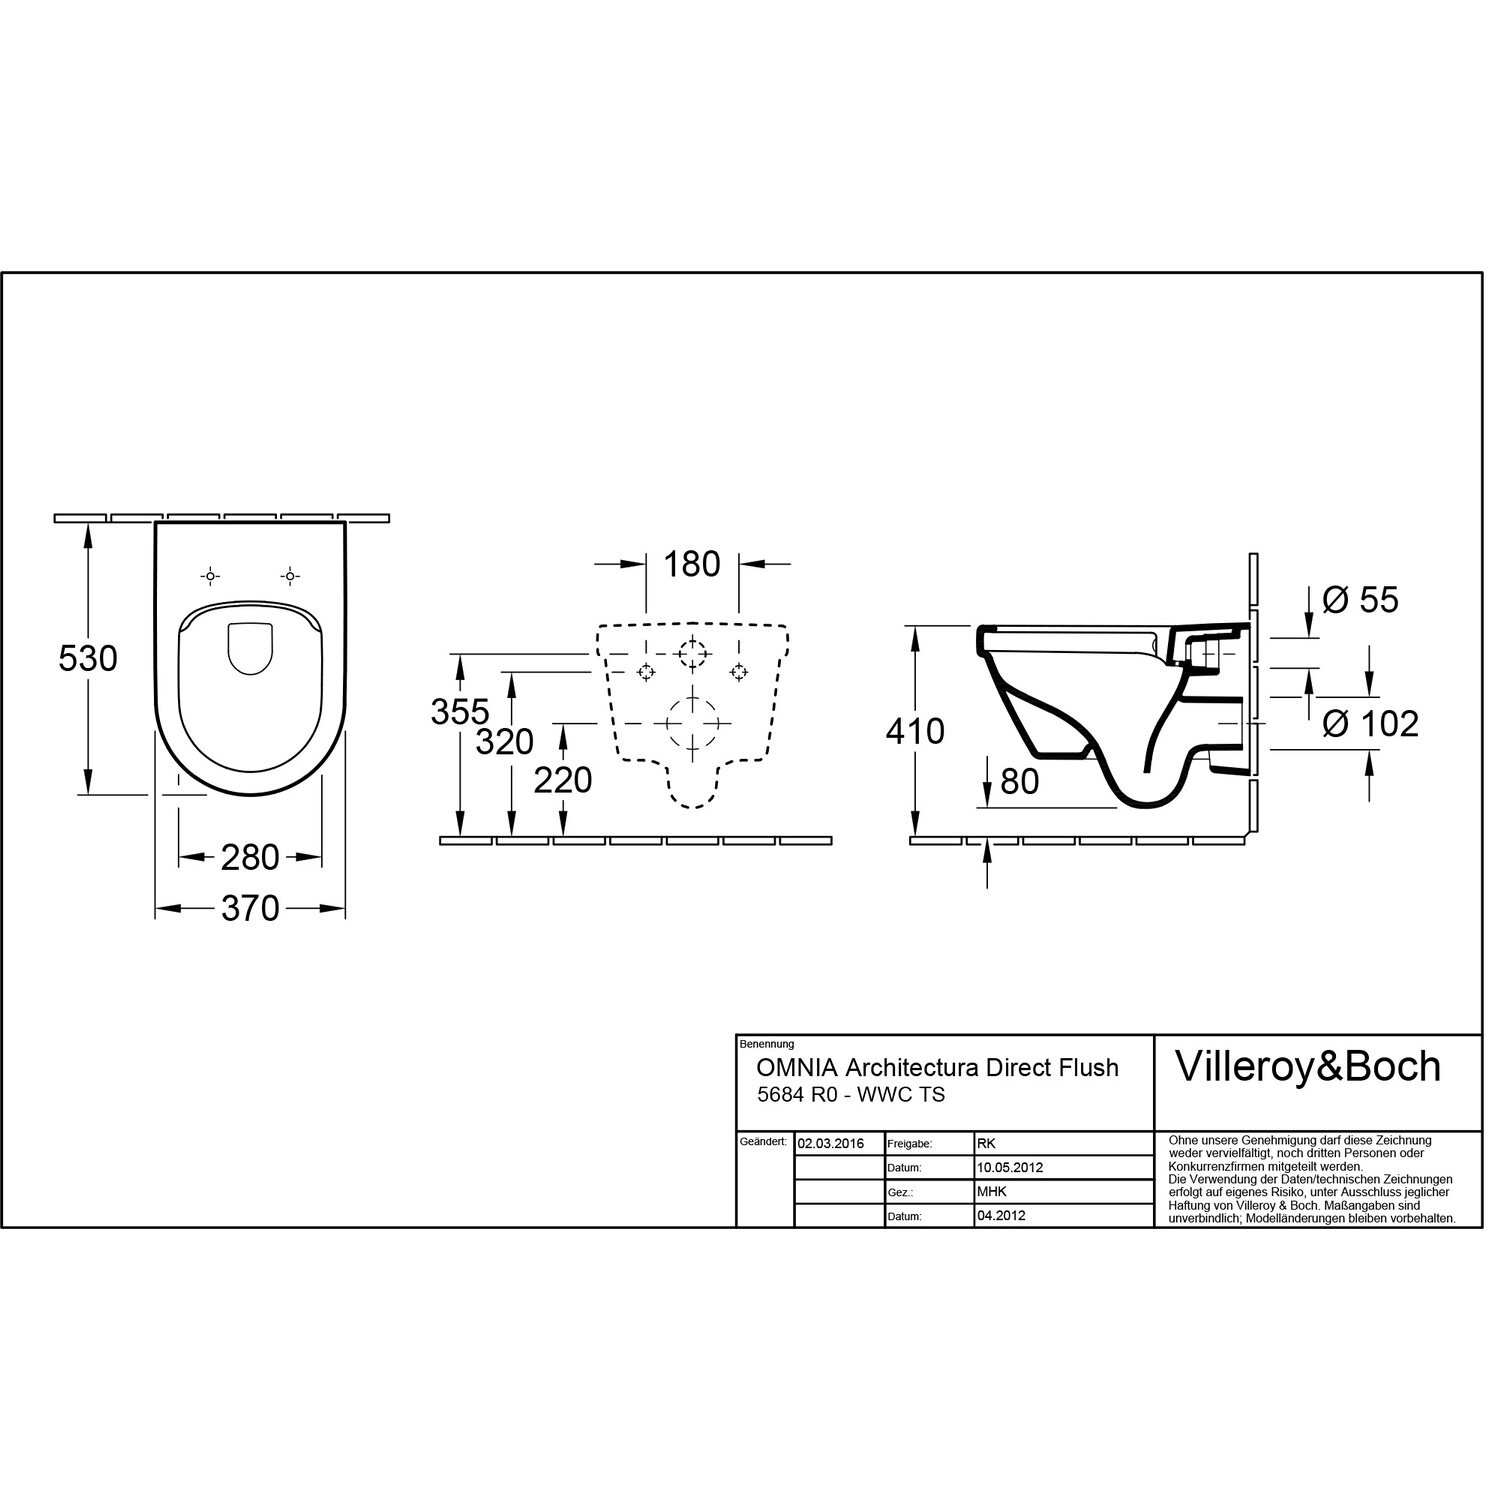 530
280
370
180
355
320
220
410
80
Ø 55
Ø 102
Benennung
OMNIA Architectura Direct Flush
5684 R0 - WWC TS
Villeroy&Boch
Geändert: 02.03.2016 Freigabe: RK
Datum: 10.05.2012
Gez.: MHK
Datum: 04.2012
Ohne unsere Genehmigung darf diese Zeichnung
weder vervielfältigt, noch dritten Personen oder
Konkurrenzfirmen mitgeteilt werden.
Die Verwendung der Daten/technischen Zeichnungen
erfolgt auf eigenes Risiko, unter Ausschluss jeglicher
Haftung von Villeroy & Boch. Maßangaben sind
unverbindlich; Modelländerungen bleiben vorbehalten.